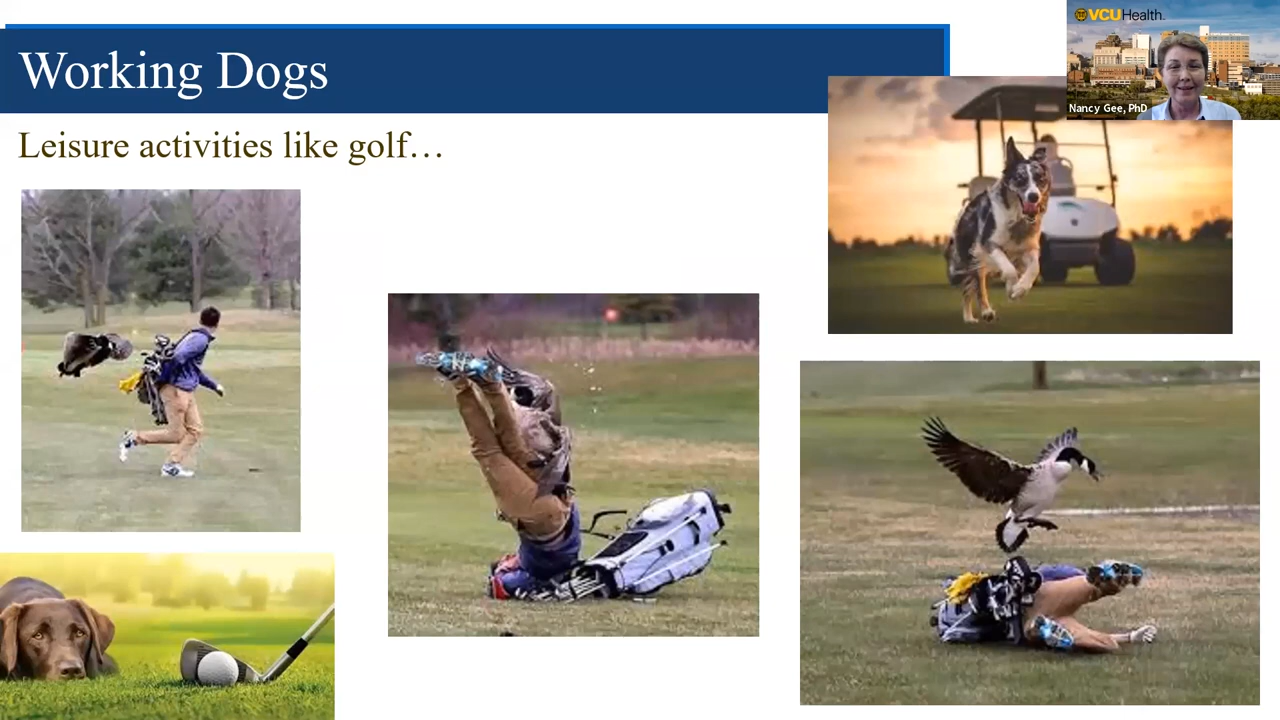 Working Dogs
Leisure activities like golf...
VCUHealth.
Nancy Gee, PhD